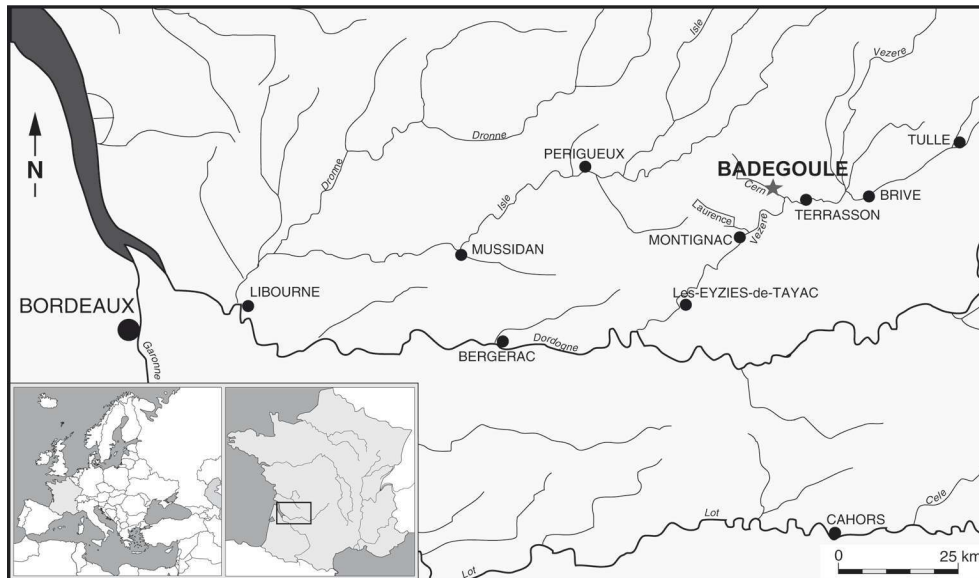 Isle
Vezere
Dronne
Dronne
N
PERIGUEUX
TULLE
BADEGOULE
Cern
BRIVE
TERRASSON
Isle
Laurence
Vezere
MONTIGNAC
MUSSIDAN
LIBOURNE
Les-EYZIES-de-TAYAC
BORDEAUX
Garonne
Dordogne
BERGERAC
Cele
Lot
CAHORS
Lot
0 25 km